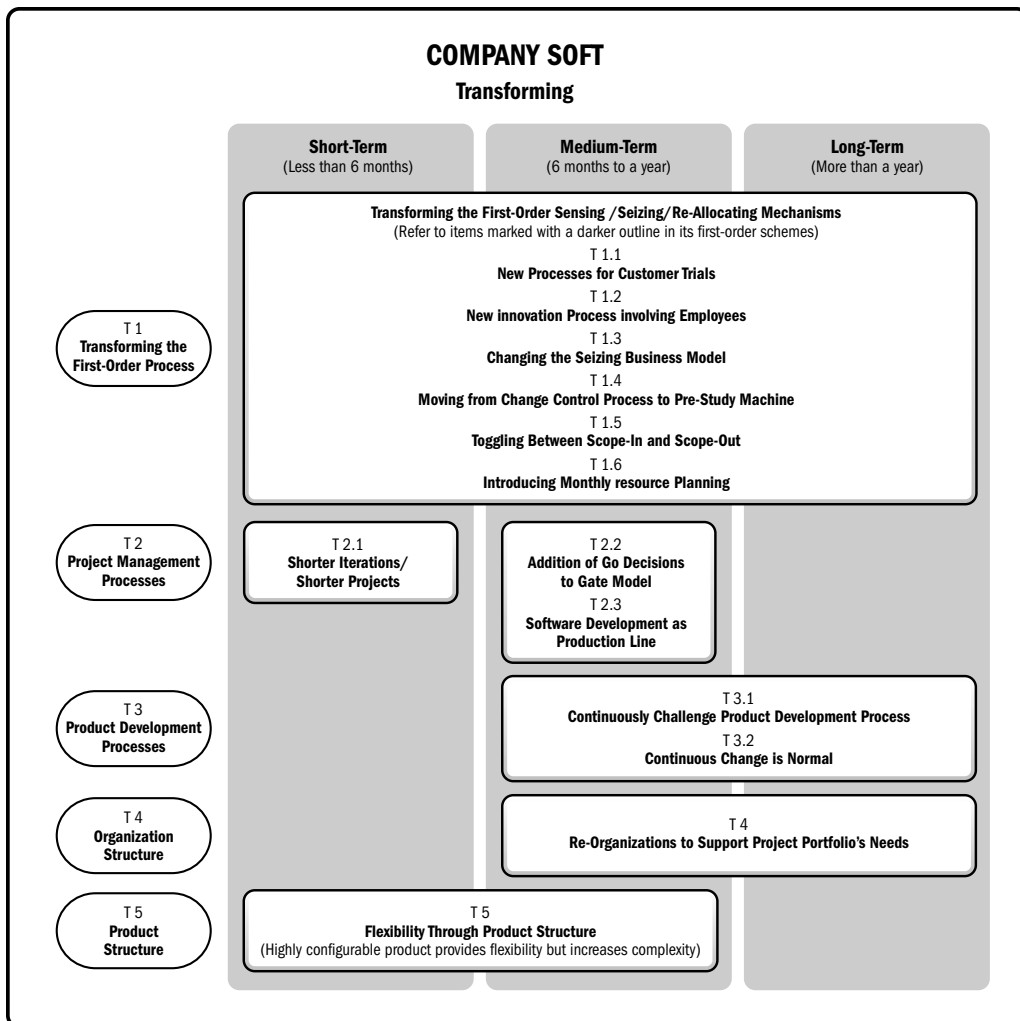 COMPANY SOFT
Transforming
Short-Term
(Less than 6 months)
Medium-Term
(6 months to a year)
Long-Term
(More than a year)
T 1
Transforming the
First-Order Process
Transforming the First-Order Sensing /Seizing/Re-Allocating Mechanisms
(Refer to items marked with a darker outline in its first-order schemes)
T 1.1
New Processes for Customer Trials
T 1.2
New innovation Process involving Employees
T 1.3
Changing the Seizing Business Model
T 1.4
Moving from Change Control Process to Pre-Study Machine
T 1.5
Toggling Between Scope-In and Scope-Out
T 1.6
Introducing Monthly resource Planning
T 2
Project Management
Processes
T 2.1
Shorter Iterations/
Shorter Projects
T 2.2
Addition of Go Decisions
to Gate Model
T 2.3
Software Development as
Production Line
T 3
Product Development
Processes
T 3.1
Continuously Challenge Product Development Process
T 3.2
Continuous Change is Normal
T 4
Organization
Structure
T 4
Re-Organizations to Support Project Portfolio's Needs
T 5
Product
Structure
T 5
Flexibility Through Product Structure
(Highly configurable product provides flexibility but increases complexity)